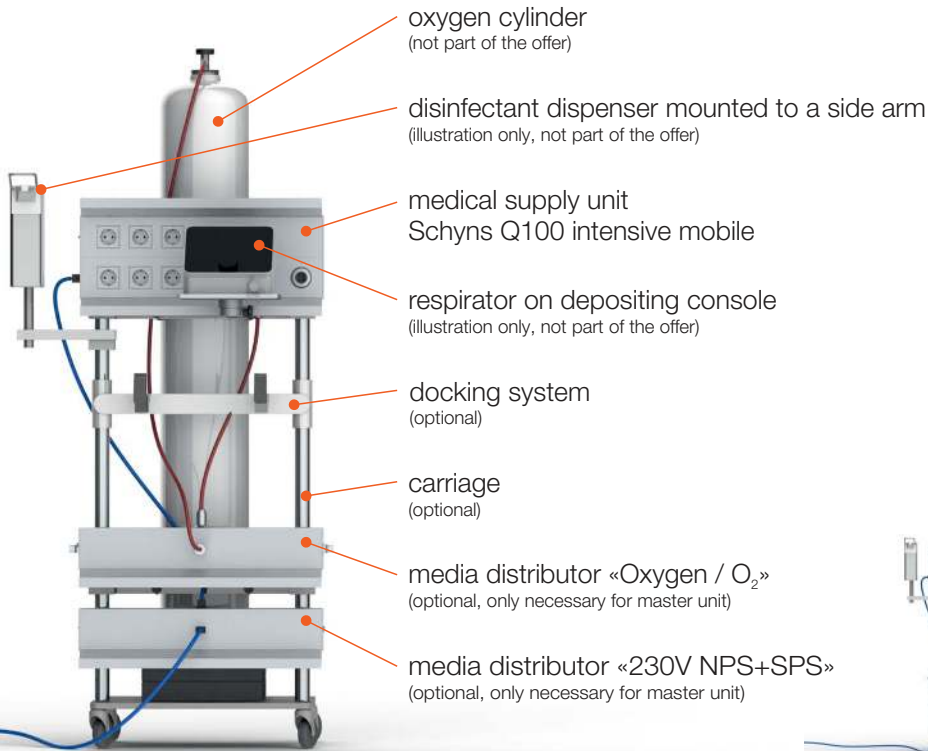 oxygen cylinder
(not part of the offer)
disinfectant dispenser mounted to a side arm
(illustration only, not part of the offer)
medical supply unit
Schyns Q100 intensive mobile
respirator on depositing console
(illustration only, not part of the offer)
docking system
(optional)
carriage
(optional)
media distributor «Oxygen / O₂»
(optional, only necessary for master unit)
media distributor «230V NPS+SPS»
(optional, only necessary for master unit)